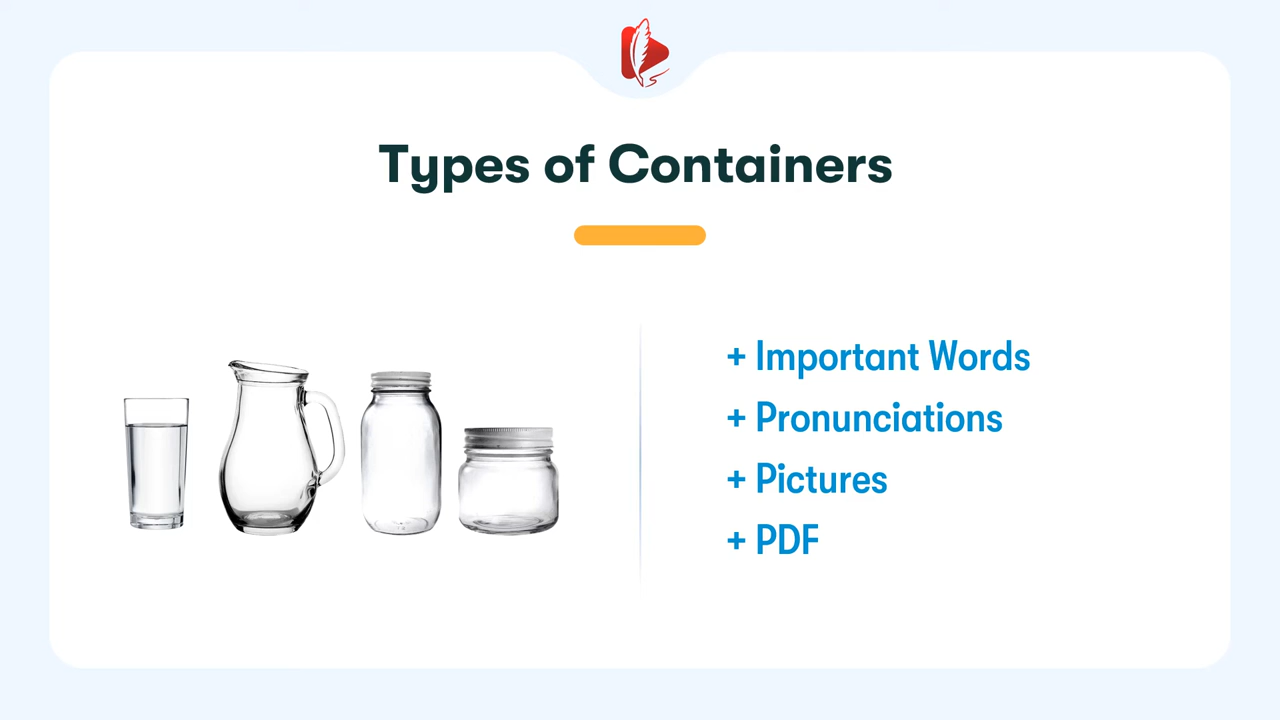 Types of Containers
+ Important Words
+ Pronunciations
+ Pictures
+ PDF